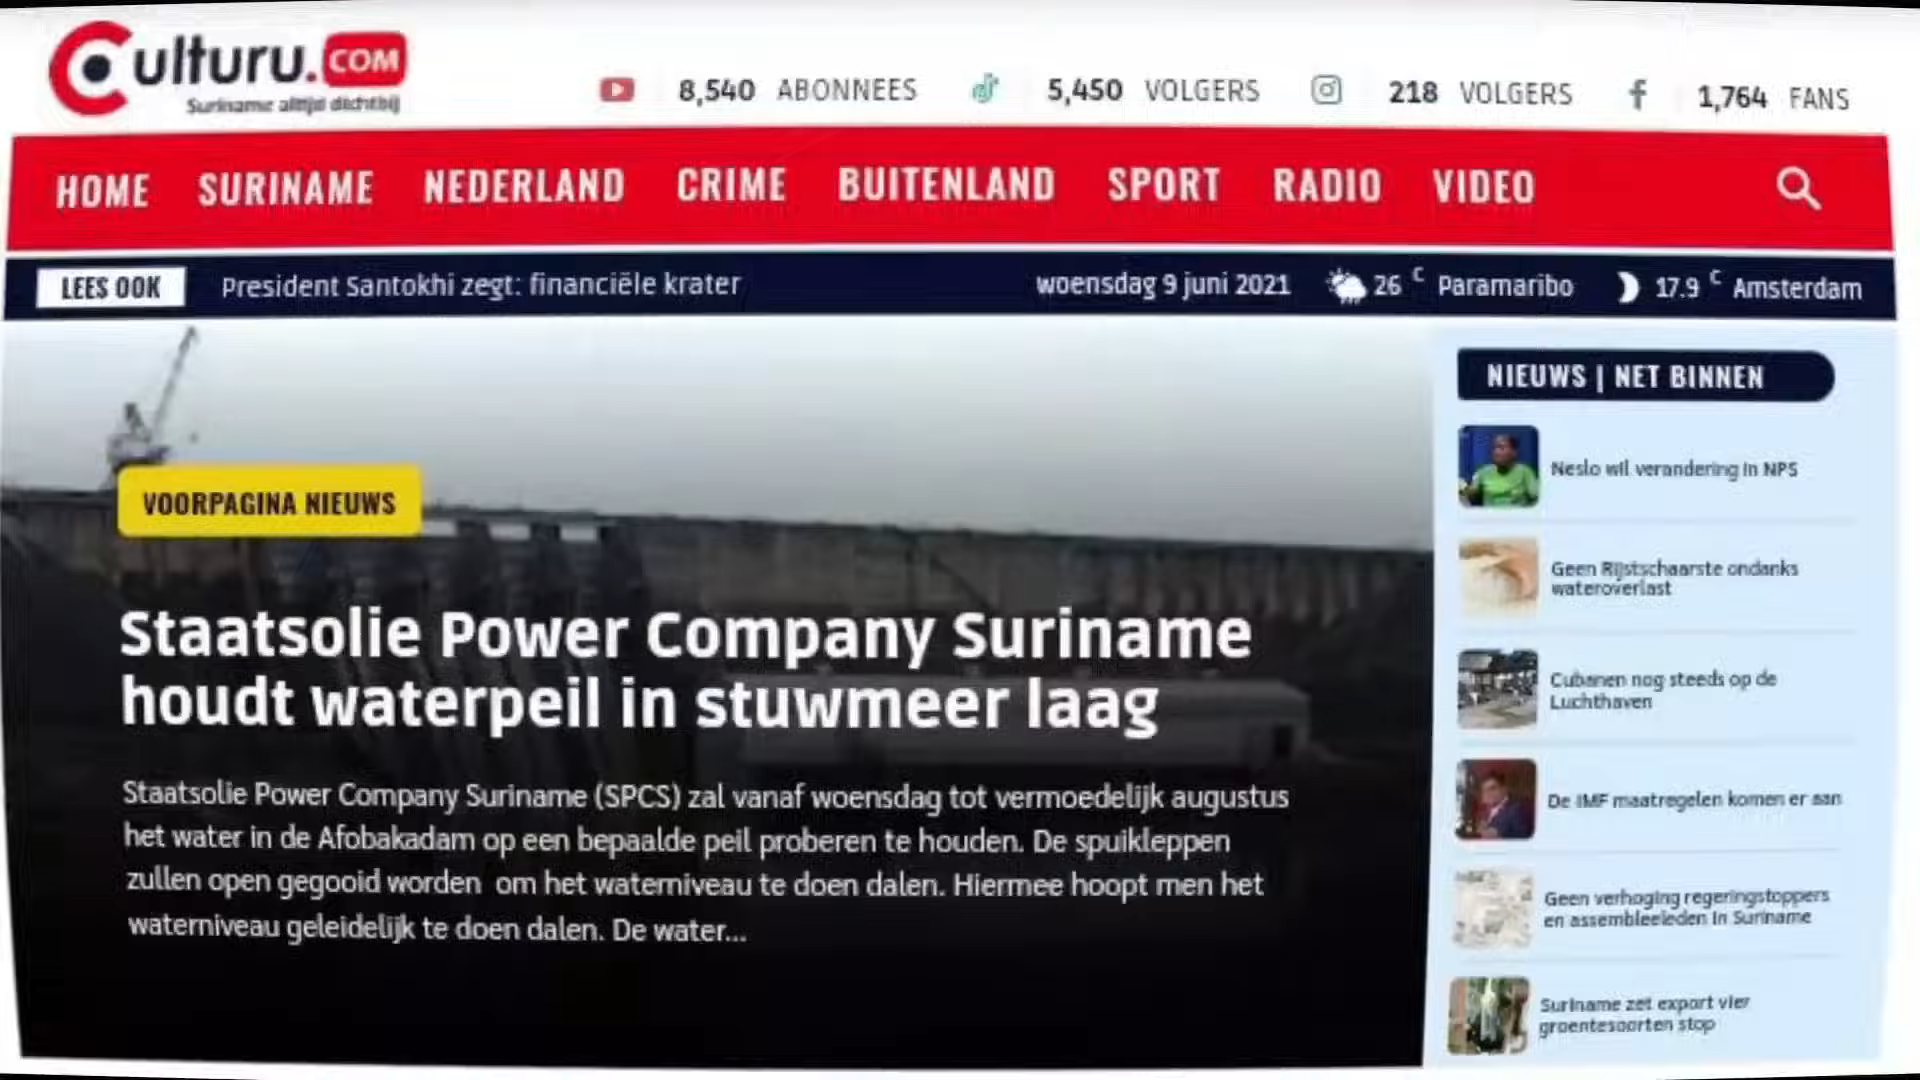 Culturu.COM
Suriname altijd dichtbij
8,540 ABONNEES 5,450 VOLGERS 218 VOLGERS 1,764 FANS
HOME SURINAME NEDERLAND CRIME BUITENLAND SPORT RADIO VIDEO
LEES OOK President Santokhi zegt: financiële krater woensdag 9 juni 2021 26 C Paramaribo 17.9 C Amsterdam
VOORPAGINA NIEUWS
Staatsolie Power Company Suriname
houdt waterpeil in stuwmeer laag
Staatsolie Power Company Suriname (SPCS) zal vanaf woensdag tot vermoedelijk augustus
het water in de Afobakadam op een bepaalde peil proberen te houden. De spuikleppen
zullen open gegooid worden om het waterniveau te doen dalen. Hiermee hoopt men het
waterniveau geleidelijk te doen dalen. De water...
NIEUWS | NET BINNEN
Neslo wil verandering in NPS
Geen Rijstschaarste ondanks
wateroverlast
Cubanen nog steeds op de
Luchthaven
De IMF maatregelen komen er aan
Geen verhoging regeringstoppers
en assembleeleden in Suriname
Suriname zet export vier
groentesoorten stop